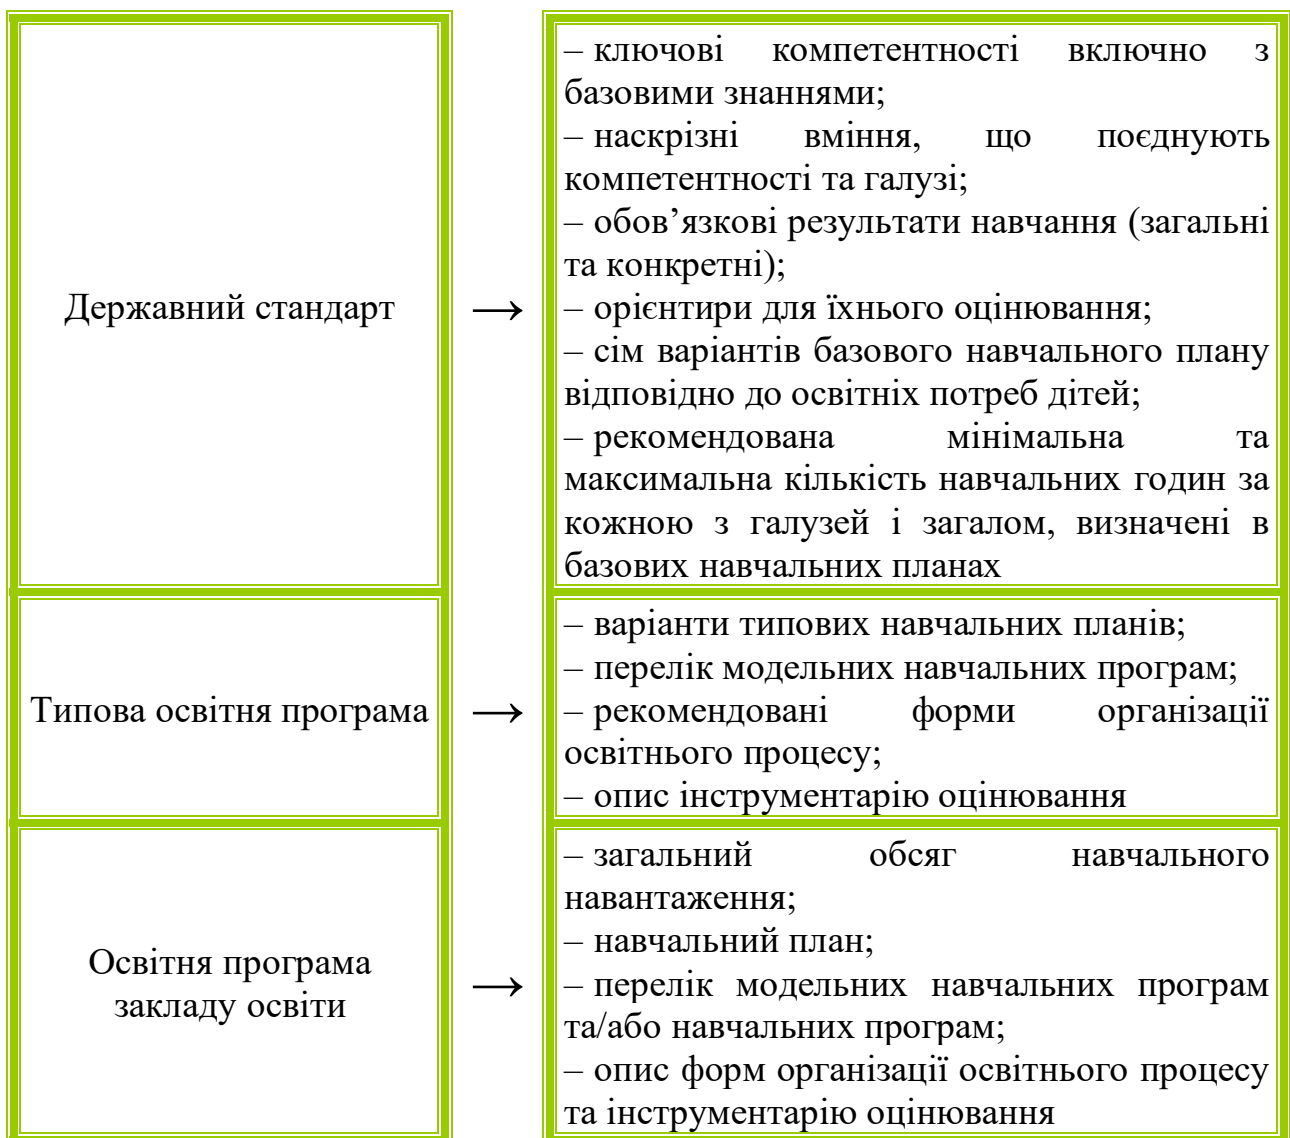 Державний стандарт
→
– ключові компетентності включно з
базовими знаннями;
– наскрізні вміння, що поєднують
компетентності та галузі;
– обов’язкові результати навчання (загальні
та конкретні);
– орієнтири для їхнього оцінювання;
– сім варіантів базового навчального плану
відповідно до освітніх потреб дітей;
– рекомендована мінімальна та
максимальна кількість навчальних годин за
кожною з галузей і загалом, визначені в
базових навчальних планах
Типова освітня програма
→
– варіанти типових навчальних планів;
– перелік модельних навчальних програм;
– рекомендовані форми організації
освітнього процесу;
– опис інструментарію оцінювання
Освітня програма
закладу освіти
→
– загальний обсяг навчального
навантаження;
– навчальний план;
– перелік модельних навчальних програм
та/або навчальних програм;
– опис форм організації освітнього процесу
та інструментарію оцінювання